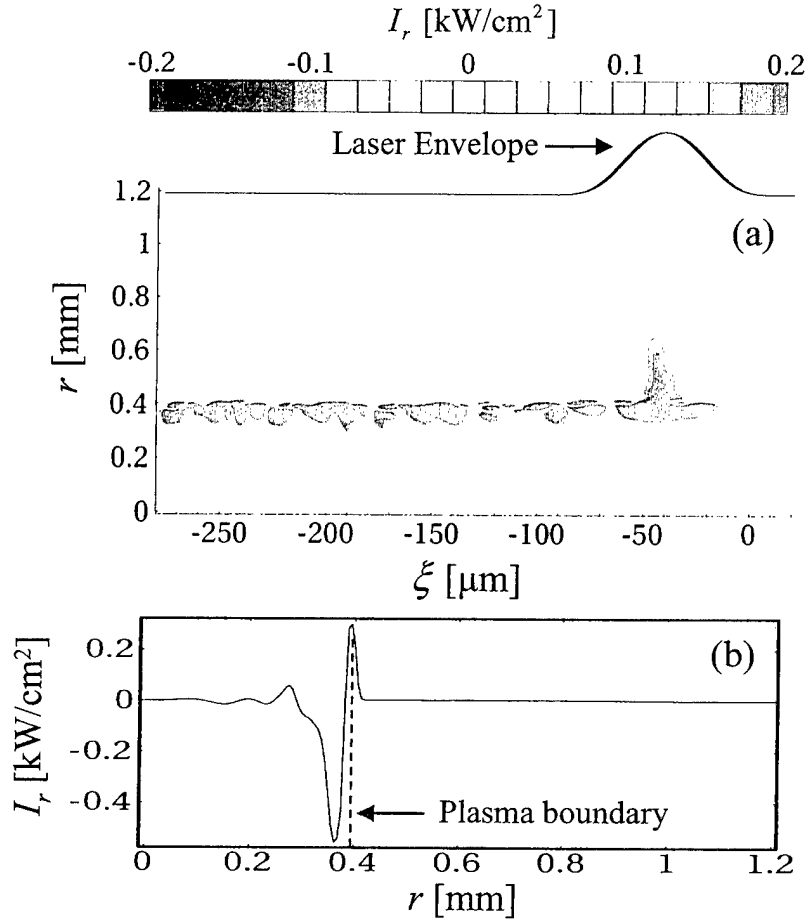 I_r [kW/cm²]
-0.2 -0.1 0 0.1 0.2
Laser Envelope
(a)
1.2
1
0.8
0.6
0.4
0.2
0
r [mm]
-250 -200 -150 -100 -50 0
ξ [μm]
(b)
0.2
0
-0.2
-0.4
I_r [kW/cm²]
Plasma boundary
0 0.2 0.4 0.6 0.8 1 1.2
r [mm]